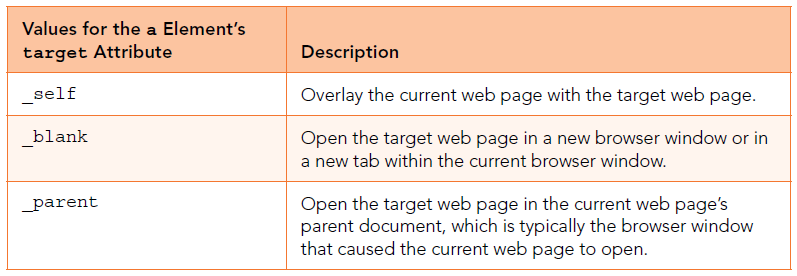 Values for the a Element's
target Attribute
Description
_self
Overlay the current web page with the target web page.
_blank
Open the target web page in a new browser window or in
a new tab within the current browser window.
_parent
Open the target web page in the current web page's
parent document, which is typically the browser window
that caused the current web page to open.